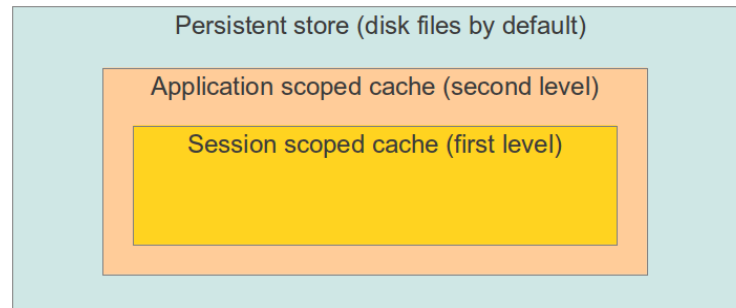 Persistent store (disk files by default)
Application scoped cache (second level)
Session scoped cache (first level)